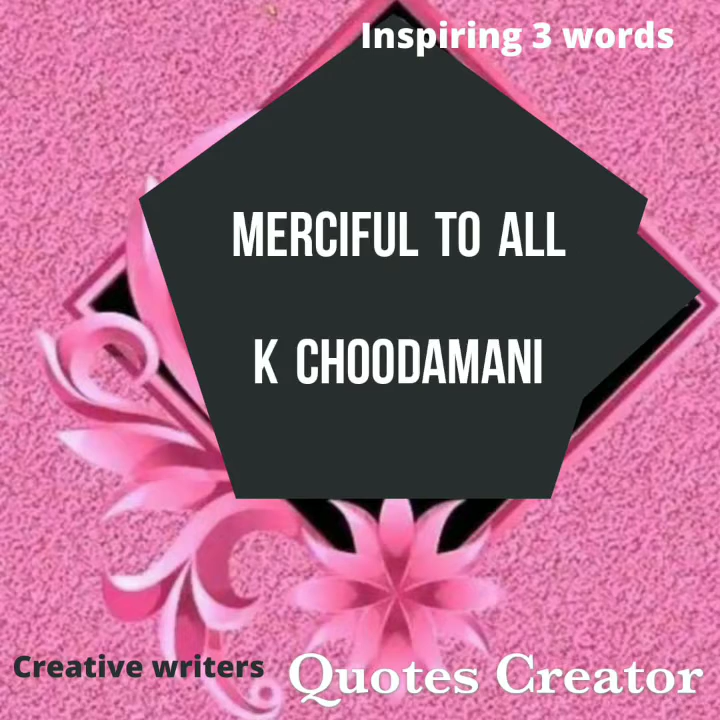 Inspiring 3 words
MERCIFUL TO ALL
K CHOODAMANI
Creative writers
Quotes Creator